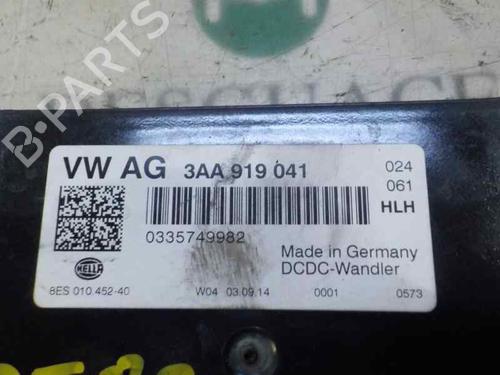 B-PARTS
VW AG 3AA 919 041
024
061
HLH
0335749982
Made in Germany
DCDC-Wandler
HELLA
8ES 010.452-40
W04 03.09.14
0001
0573